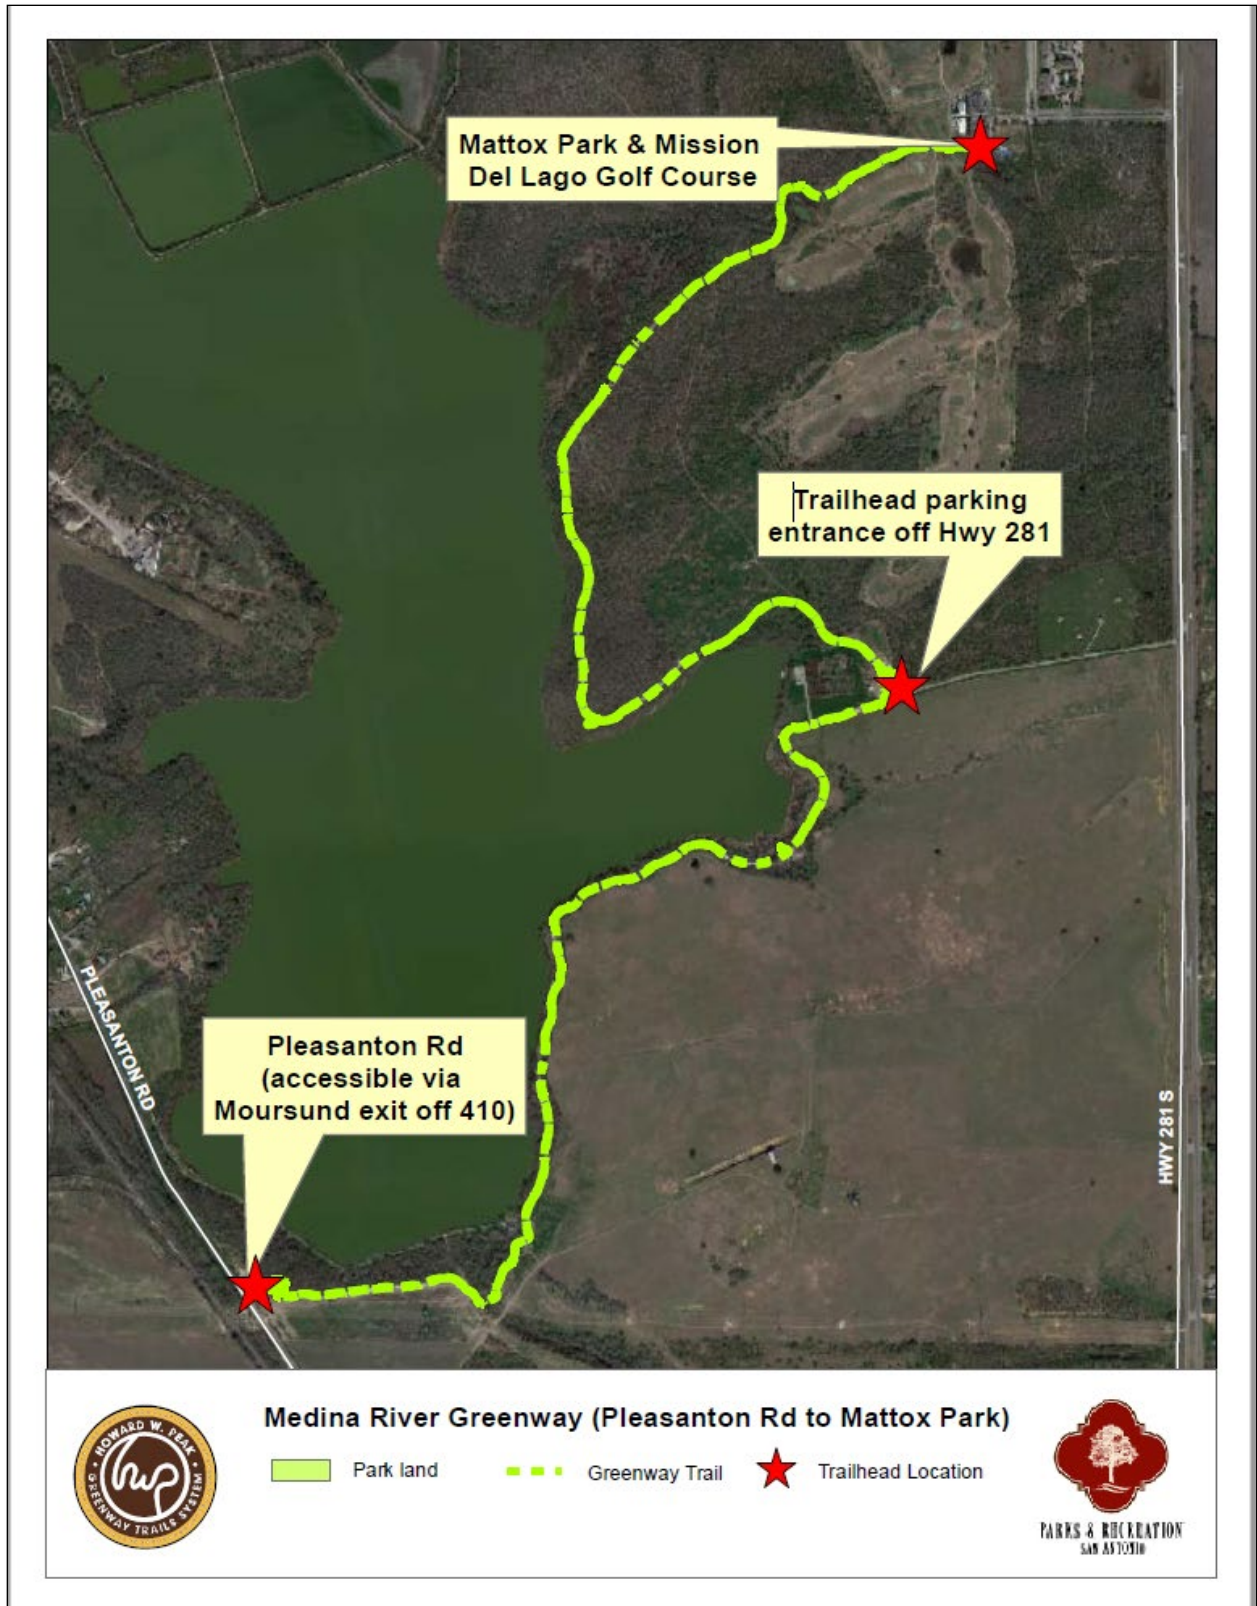 Mattox Park & Mission
Del Lago Golf Course
Trailhead parking
entrance off Hwy 281
PLEASANTON RD
Pleasanton Rd
(accessible via
Moursund exit off 410)
HWY 281 S
Medina River Greenway (Pleasanton Rd to Mattox Park)
Park land
Greenway Trail
Trailhead Location
HOWARD W. PEAK
hwp
GREENWAY TRAILS SYSTEM
PARKS & RECREATION
SAN ANTONIO